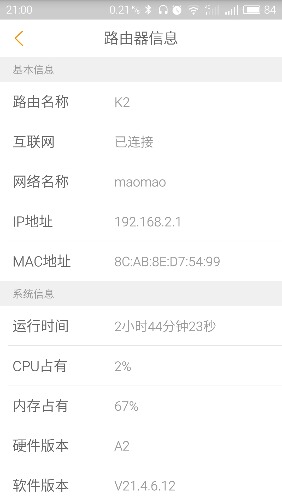 21:00 0.21 84
路由器信息
基本信息
路由名称 K2
互联网 已连接
网络名称 maomao
IP地址 192.168.2.1
MAC地址 8C:AB:8E:D7:54:99
系统信息
运行时间 2小时44分钟23秒
CPU占有 2%
内存占有 67%
硬件版本 A2
软件版本 V21.4.6.12